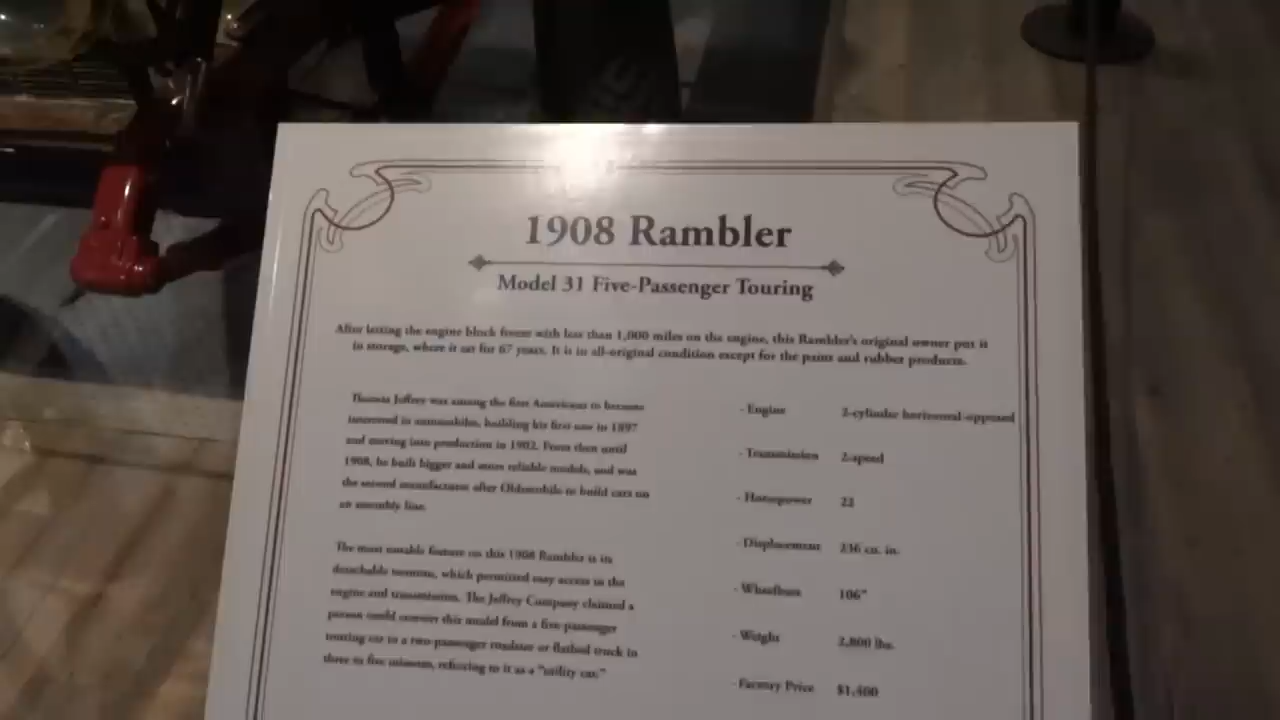 1908 Rambler
Model 31 Five-Passenger Touring
After letting the engine block freeze with less than 1,000 miles on the engine, this Rambler's original owner put it
in storage, where it sat for 67 years. It is in all-original condition except for the paint and rubber products.
Thomas Jeffrey was among the first Americans to become
interested in automobiles, building his first one in 1897
and moving into production in 1902. From then until
1908, he built bigger and more reliable models, and was
the second manufacturer after Oldsmobile to build cars on
an assembly line.
The most notable feature on this 1908 Rambler is its
detachable tonneau, which permitted easy access to the
engine and transmission. The Jeffrey Company claimed a
person could convert this model from a five-passenger
touring car to a two-passenger roadster or flatbed truck in
three to five minutes, referring to it as a "utility car."
- Engine 2-cylinder horizontal-opposed
- Transmission 2-speed
- Horsepower 22
- Displacement 236 cu. in.
- Wheelbase 106"
- Weight 2,800 lbs.
- Factory Price $1,400